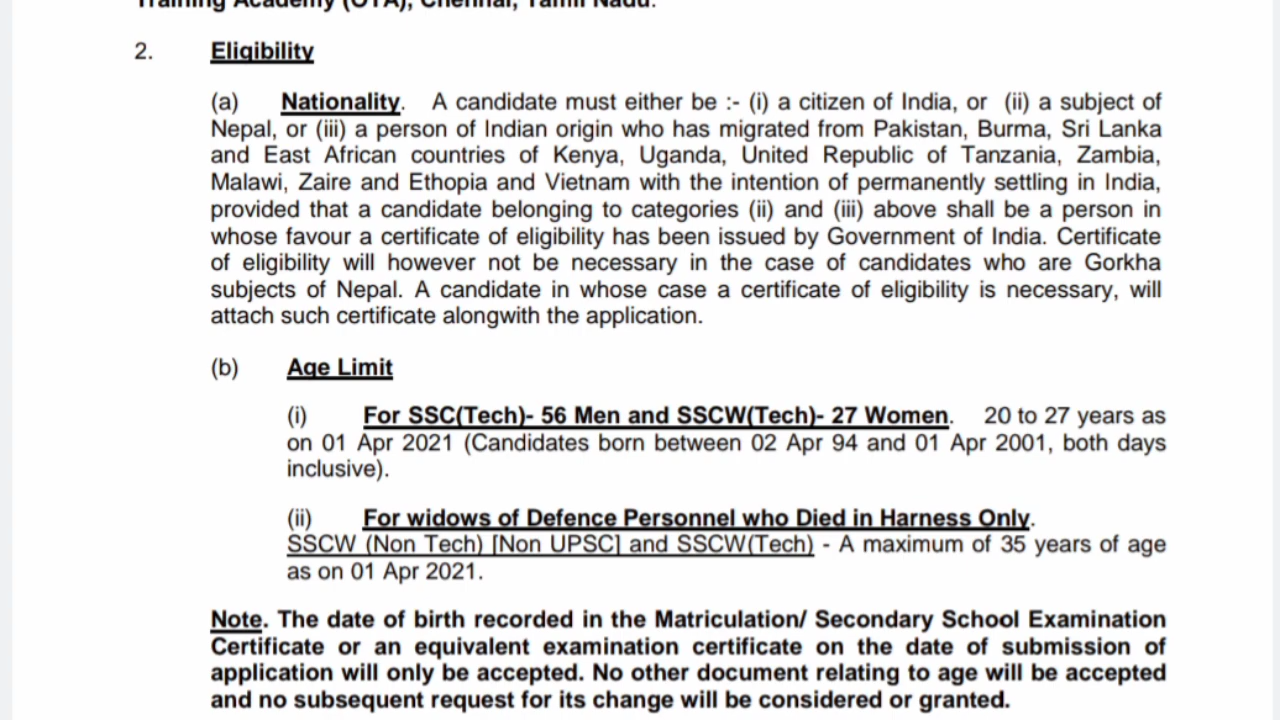 Training Academy (OTA), Chennai, Tamil Nadu.
2. Eligibility
(a) Nationality. A candidate must either be :- (i) a citizen of India, or (ii) a subject of
Nepal, or (iii) a person of Indian origin who has migrated from Pakistan, Burma, Sri Lanka
and East African countries of Kenya, Uganda, United Republic of Tanzania, Zambia,
Malawi, Zaire and Ethopia and Vietnam with the intention of permanently settling in India,
provided that a candidate belonging to categories (ii) and (iii) above shall be a person in
whose favour a certificate of eligibility has been issued by Government of India. Certificate
of eligibility will however not be necessary in the case of candidates who are Gorkha
subjects of Nepal. A candidate in whose case a certificate of eligibility is necessary, will
attach such certificate alongwith the application.
(b) Age Limit
(i) For SSC(Tech)- 56 Men and SSCW(Tech)- 27 Women. 20 to 27 years as
on 01 Apr 2021 (Candidates born between 02 Apr 94 and 01 Apr 2001, both days
inclusive).
(ii) For widows of Defence Personnel who Died in Harness Only.
SSCW (Non Tech) [Non UPSC] and SSCW(Tech) - A maximum of 35 years of age
as on 01 Apr 2021.
Note. The date of birth recorded in the Matriculation/ Secondary School Examination
Certificate or an equivalent examination certificate on the date of submission of
application will only be accepted. No other document relating to age will be accepted
and no subsequent request for its change will be considered or granted.